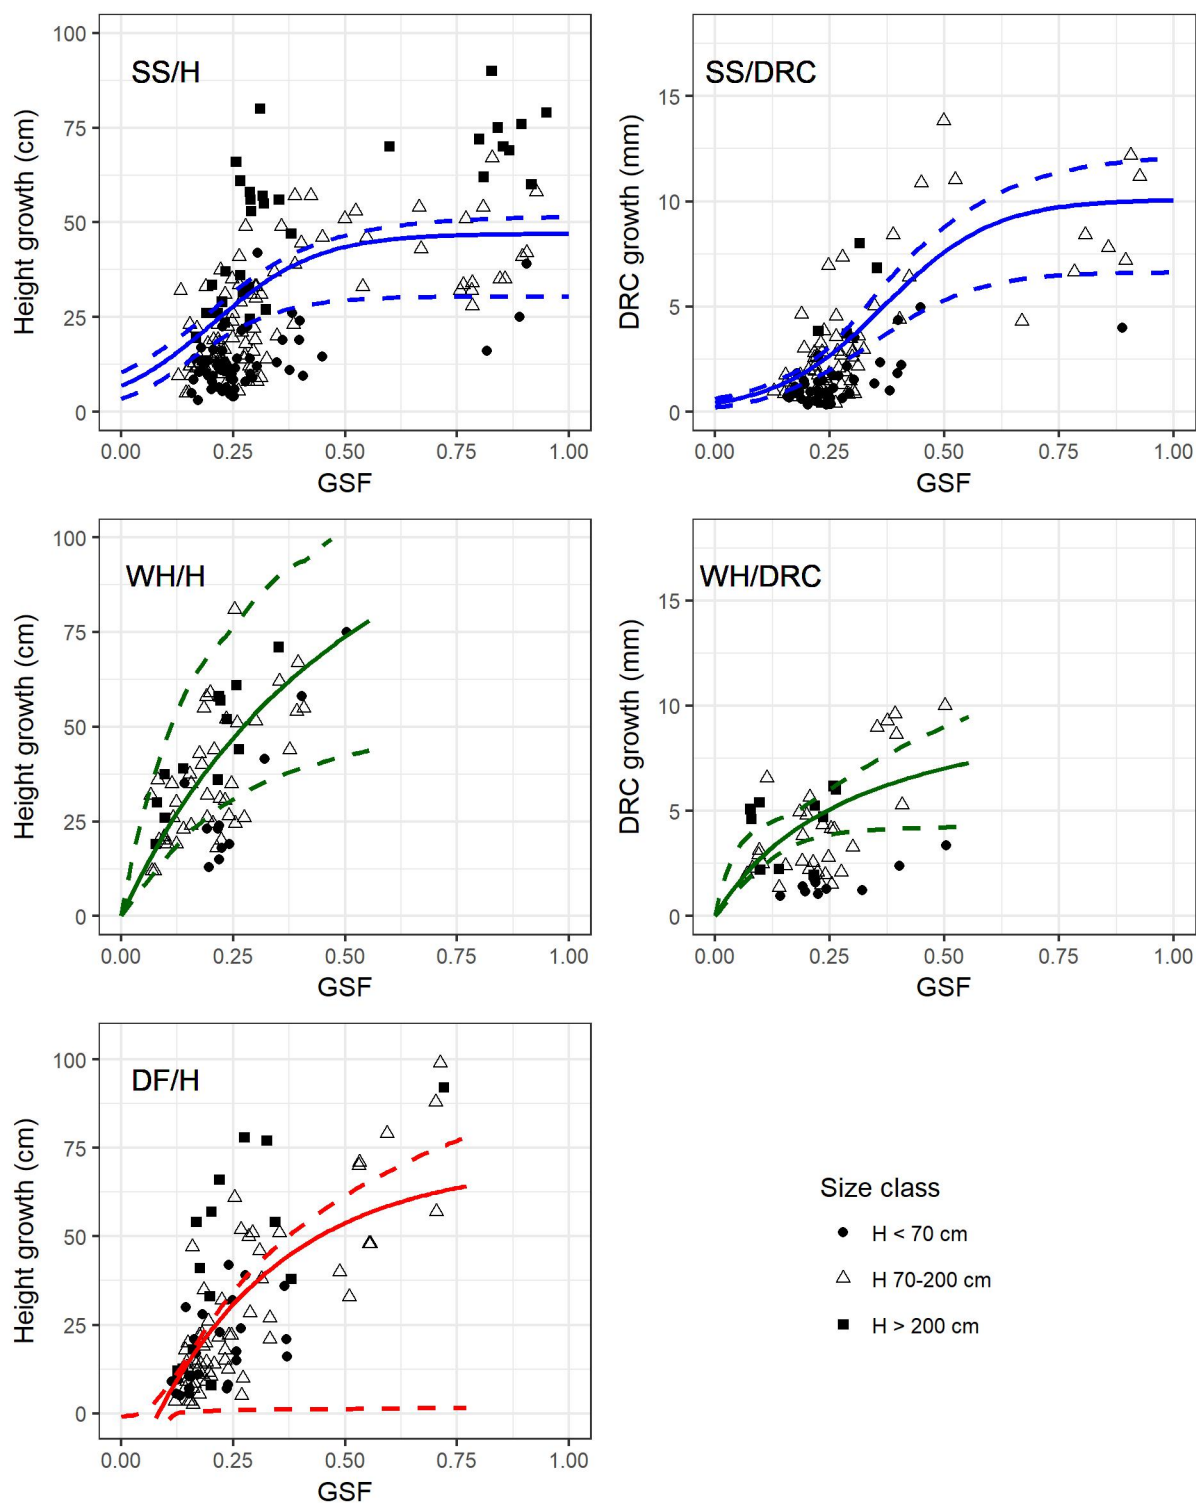 SS/H
Height growth (cm)
100
75
50
25
0
0.00 0.25 0.50 0.75 1.00
GSF
SS/DRC
DRC growth (mm)
15
10
5
0
0.00 0.25 0.50 0.75 1.00
GSF
WH/H
Height growth (cm)
100
75
50
25
0
0.00 0.25 0.50 0.75 1.00
GSF
WH/DRC
DRC growth (mm)
15
10
5
0
0.00 0.25 0.50 0.75 1.00
GSF
DF/H
Height growth (cm)
100
75
50
25
0
0.00 0.25 0.50 0.75 1.00
GSF
Size class
H < 70 cm
H 70-200 cm
H > 200 cm